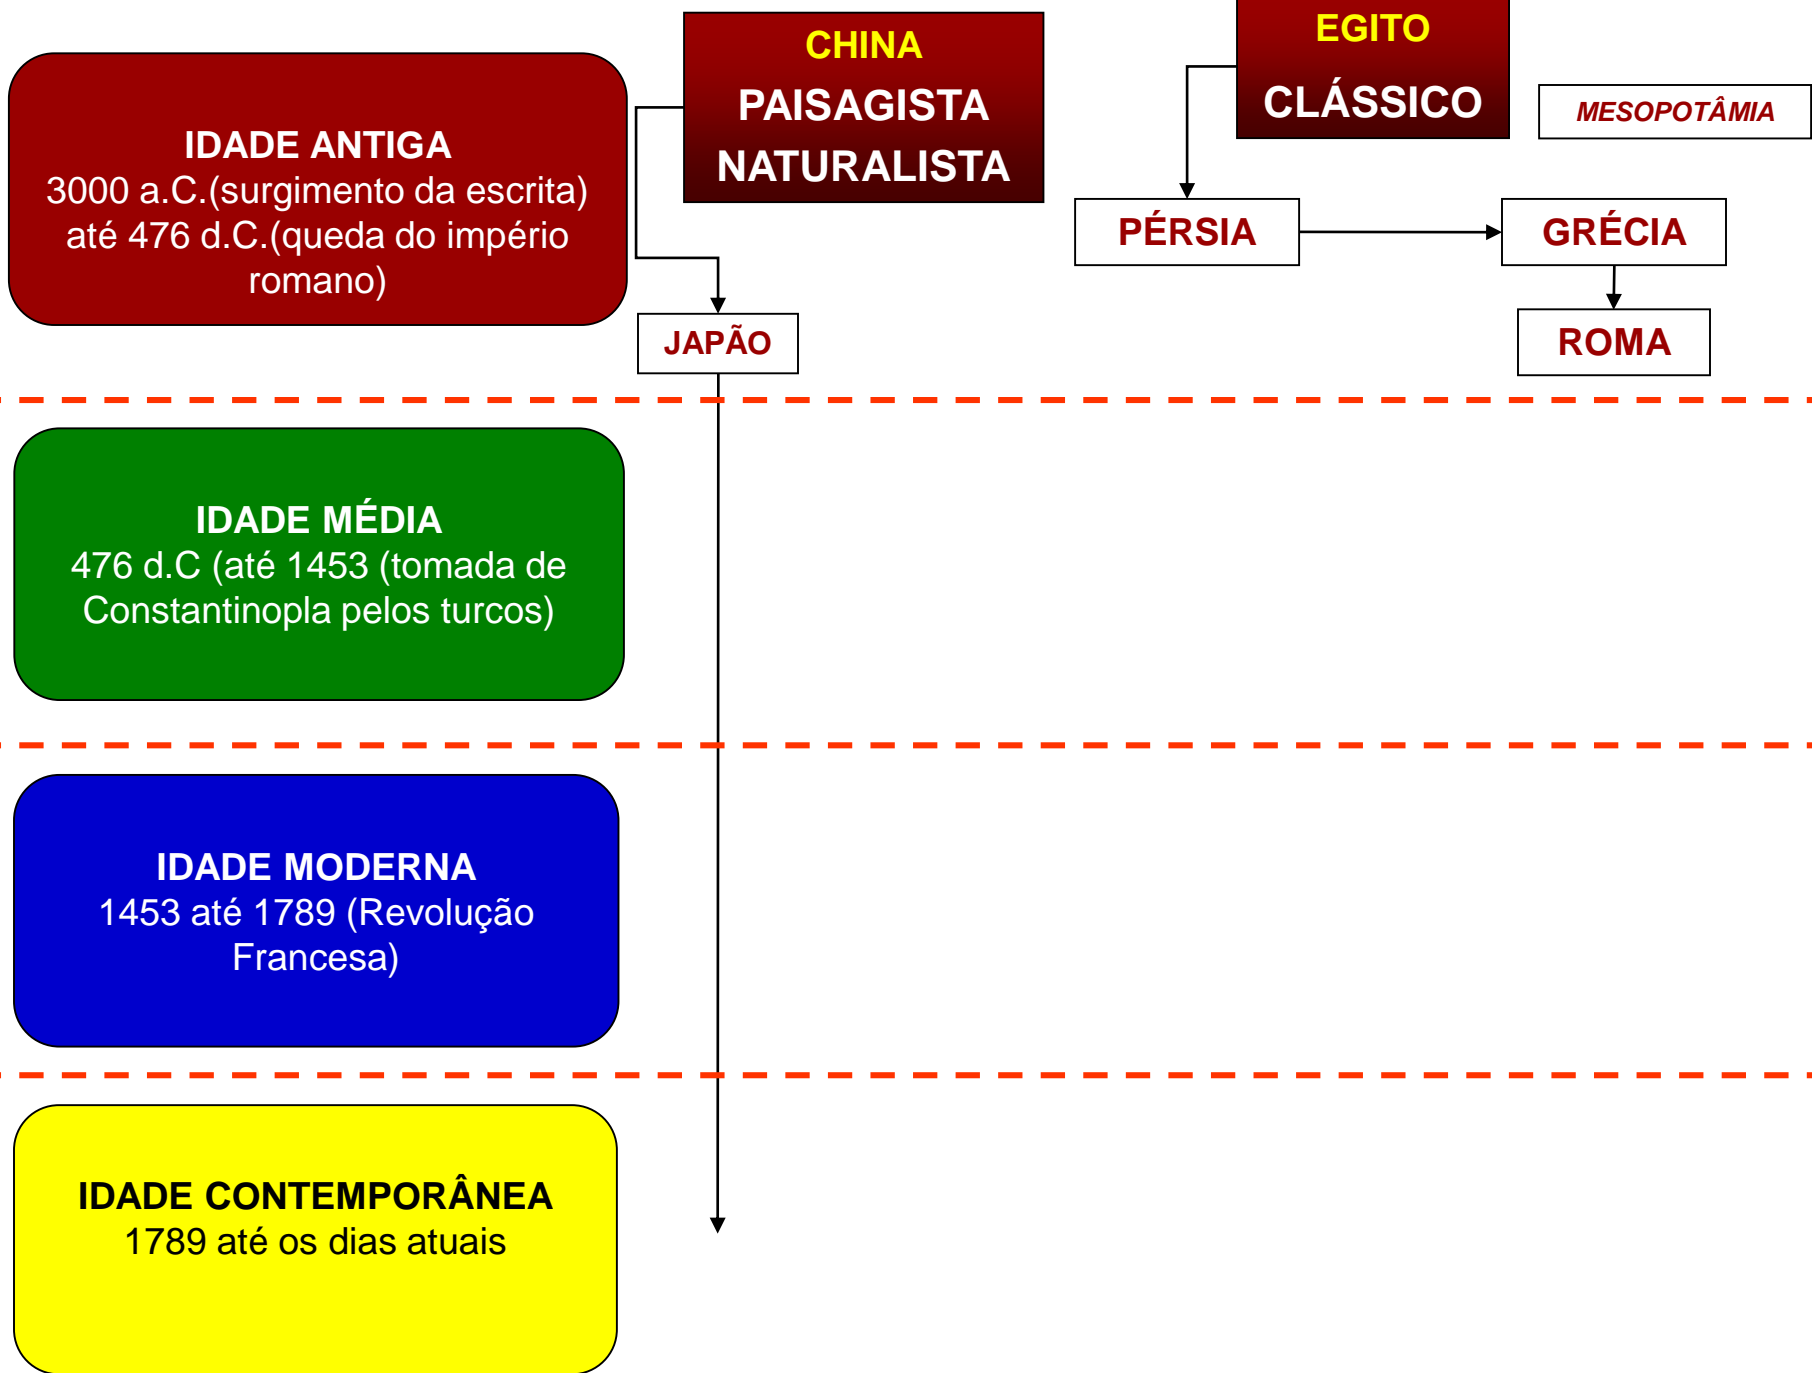 IDADE ANTIGA
3000 a.C.(surgimento da escrita)
até 476 d.C.(queda do império
romano)
CHINA
PAISAGISTA
NATURALISTA
EGITO
CLÁSSICO
MESOPOTÂMIA
PÉRSIA
GRÉCIA
JAPÃO
ROMA
IDADE MÉDIA
476 d.C (até 1453 (tomada de
Constantinopla pelos turcos)
IDADE MODERNA
1453 até 1789 (Revolução
Francesa)
IDADE CONTEMPORÂNEA
1789 até os dias atuais